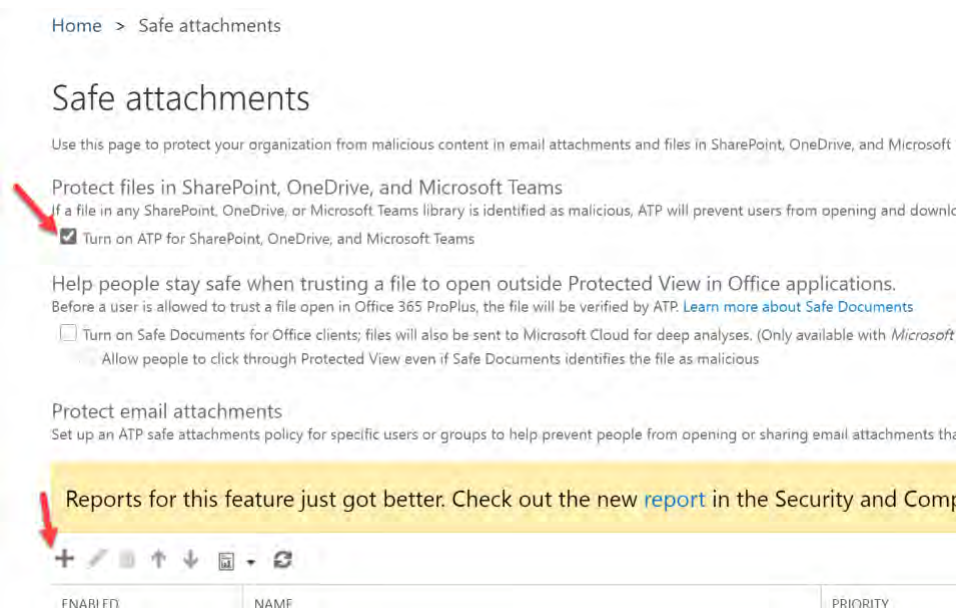 Home > Safe attachments
Safe attachments
Use this page to protect your organization from malicious content in email attachments and files in SharePoint, OneDrive, and Microsoft
Protect files in SharePoint, OneDrive, and Microsoft Teams
If a file in any SharePoint, OneDrive, or Microsoft Teams library is identified as malicious, ATP will prevent users from opening and downlo
Turn on ATP for SharePoint, OneDrive, and Microsoft Teams
Help people stay safe when trusting a file to open outside Protected View in Office applications.
Before a user is allowed to trust a file open in Office 365 ProPlus, the file will be verified by ATP. Learn more about Safe Documents
Turn on Safe Documents for Office clients; files will also be sent to Microsoft Cloud for deep analyses. (Only available with Microsoft
Allow people to click through Protected View even if Safe Documents identifies the file as malicious
Protect email attachments
Set up an ATP safe attachments policy for specific users or groups to help prevent people from opening or sharing email attachments tha
Reports for this feature just got better. Check out the new report in the Security and Comp
ENABLED NAME PRIORITY